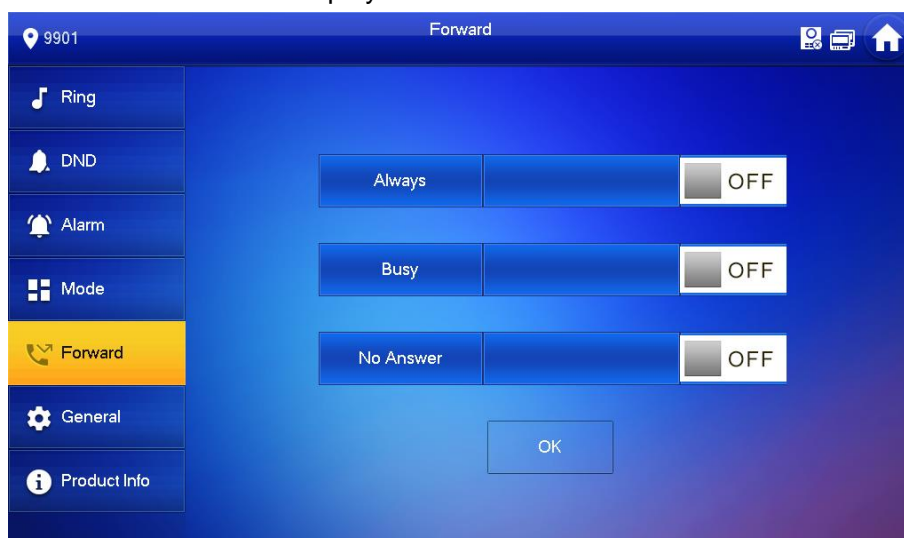 9901
Forward
Ring
DND
Alarm
Mode
Forward
General
Product Info
Always
OFF
Busy
OFF
No Answer
OFF
OK